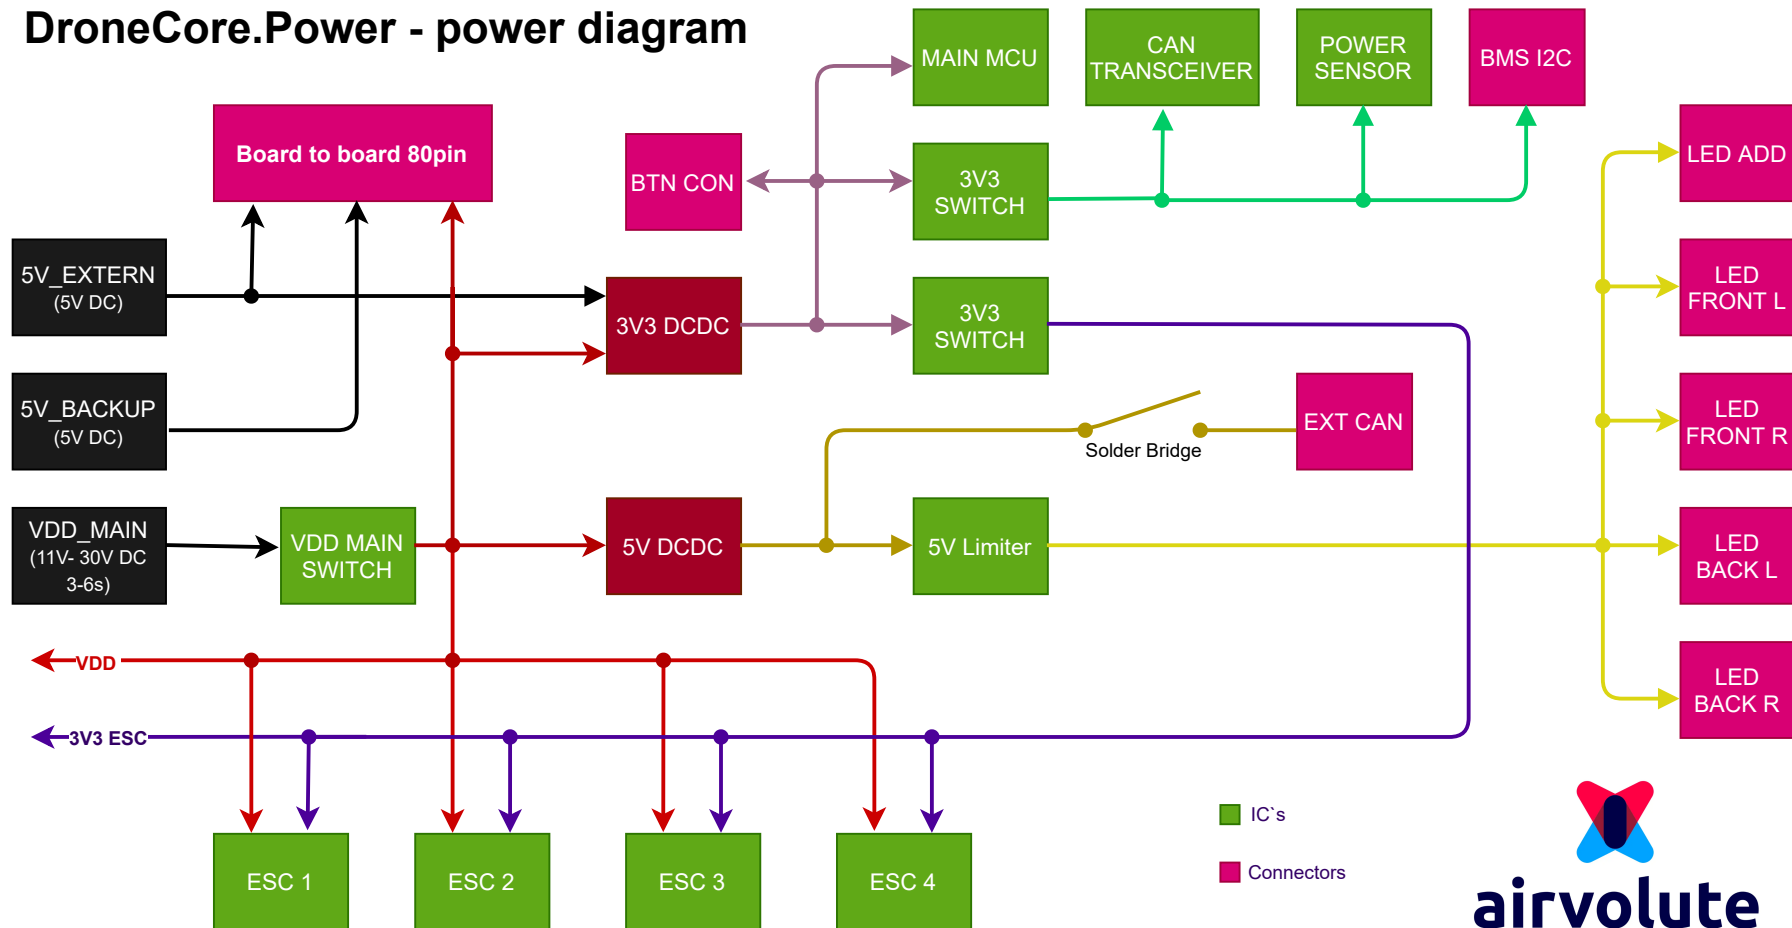 DroneCore.Power - power diagram
MAIN MCU
CAN
TRANSCEIVER
POWER
SENSOR
BMS I2C
Board to board 80pin
BTN CON
3V3
SWITCH
LED ADD
5V_EXTERN
(5V DC)
3V3 DCDC
3V3
SWITCH
LED
FRONT L
5V_BACKUP
(5V DC)
Solder Bridge
EXT CAN
LED
FRONT R
VDD_MAIN
(11V- 30V DC
3-6s)
VDD MAIN
SWITCH
5V DCDC
5V Limiter
LED
BACK L
VDD
LED
BACK R
3V3 ESC
ESC 1
ESC 2
ESC 3
ESC 4
IC`s
Connectors
airvolute